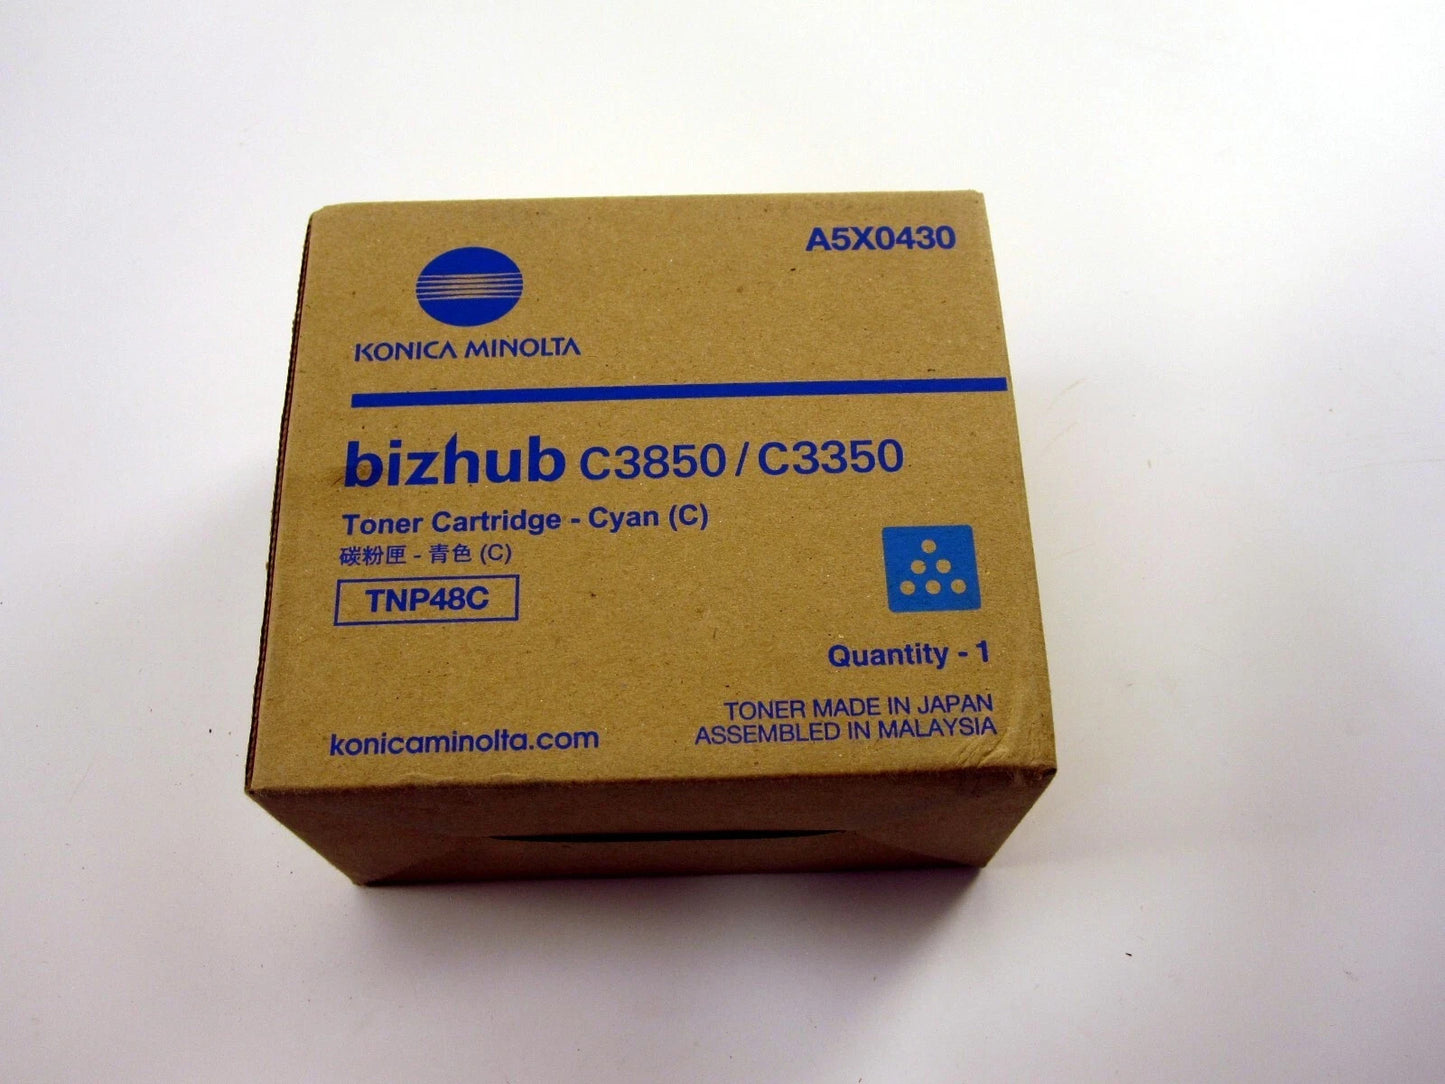 A5X0430
KONICA MINOLTA
bizhub C3850 / C3350
Toner Cartridge - Cyan (C)
碳粉匣 - 青色 (C)
TNP48C
Quantity - 1
TONER MADE IN JAPAN
ASSEMBLED IN MALAYSIA
konicaminolta.com